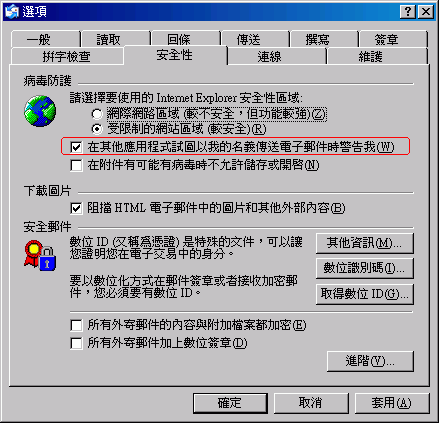 選項
一般 讀取 回條 傳送 撰寫 簽章
拼字檢查 安全性 連線 維護
病毒防護
請選擇要使用的 Internet Explorer 安全性區域:
網際網路區域 (較不安全，但功能較強)(Z)
受限制的網站區域 (較安全)(R)
在其他應用程式試圖以我的名義傳送電子郵件時警告我(W)
在附件有可能有病毒時不允許儲存或開啟(N)
下載圖片
阻擋 HTML 電子郵件中的圖片和其他外部內容(B)
安全郵件
數位 ID (又稱為憑證) 是特殊的文件，可以讓
您證明您在電子交易中的身分。
其他資訊(M)...
數位識別碼(I)...
要以數位化方式在郵件簽章或者接收加密郵
件，您必須要有數位 ID。
取得數位 ID(G)...
所有外寄郵件的內容與附加檔案都加密(E)
所有外寄郵件加上數位簽章(D)
進階(V)...
確定 取消 套用(A)